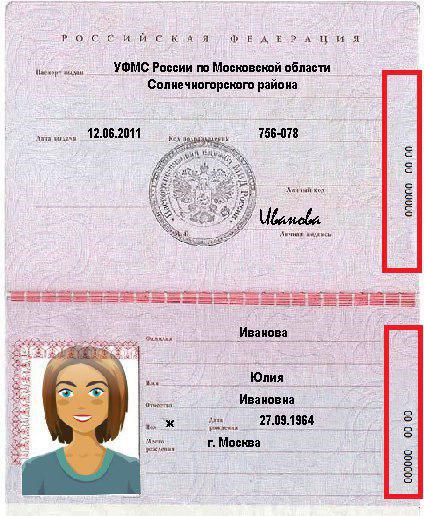 РОССИЙСКАЯ ФЕДЕРАЦИЯ
Паспорт выдан УФМС России по Московской области
Солнечногорского района
Дата выдачи 12.06.2011 Код подразделения 756-078
Личный код
Иванова
Личная подпись
00 00 000000
Фамилия Иванова
Имя Юлия
Отчество Ивановна
Пол ж Дата рождения 27.09.1964
Место рождения г. Москва
00 00 000000